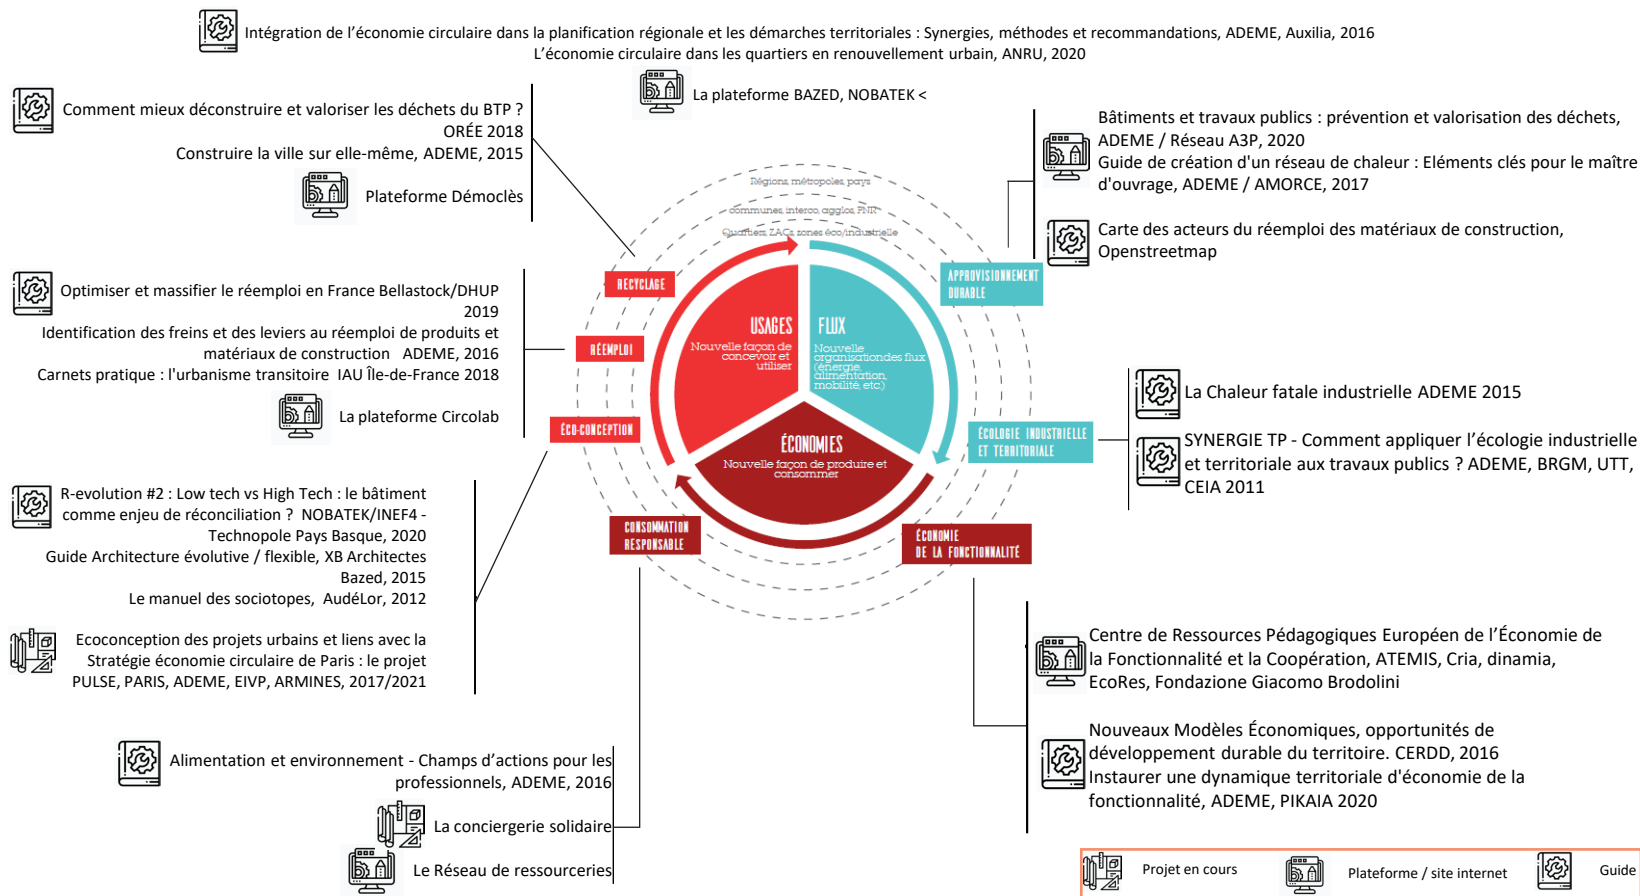 Intégration de l’économie circulaire dans la planification régionale et les démarches territoriales : Synergies, méthodes et recommandations, ADEME, Auxilia, 2016
L’économie circulaire dans les quartiers en renouvellement urbain, ANRU, 2020
La plateforme BAZED, NOBATEK <
Comment mieux déconstruire et valoriser les déchets du BTP ?
ORÉE 2018
Construire la ville sur elle-même, ADEME, 2015
Plateforme Démoclès
Optimiser et massifier le réemploi en France Bellastock/DHUP
2019
Identification des freins et des leviers au réemploi de produits et
matériaux de construction ADEME, 2016
Carnets pratique : l'urbanisme transitoire IAU Île-de-France 2018
La plateforme Circolab
R-evolution #2 : Low tech vs High Tech : le bâtiment
comme enjeu de réconciliation ? NOBATEK/INEF4 -
Technopole Pays Basque, 2020
Guide Architecture évolutive / flexible, XB Architectes
Bazed, 2015
Le manuel des sociotopes, AudéLor, 2012
Ecoconception des projets urbains et liens avec la
Stratégie économie circulaire de Paris : le projet
PULSE, PARIS, ADEME, EIVP, ARMINES, 2017/2021
Alimentation et environnement - Champs d’actions pour les
professionnels, ADEME, 2016
La conciergerie solidaire
Le Réseau de ressourceries
Régions, métropoles, pays
communes, interco, agglos, PNR
Quartiers, ZACs, zones éco/industrielle
RECYCLAGE
RÉEMPLOI
ÉCO-CONCEPTION
CONSOMMATION
RESPONSABLE
USAGES
Nouvelle façon de
concevoir et
utiliser
FLUX
Nouvelle
organisationdes flux
(énergie,
alimentation,
mobilité, etc.)
ÉCONOMIES
Nouvelle façon de produire et
consommer
APPROVISIONNEMENT
DURABLE
ÉCOLOGIE INDUSTRIELLE
ET TERRITORIALE
ÉCONOMIE
DE LA FONCTIONNALITÉ
Bâtiments et travaux publics : prévention et valorisation des déchets,
ADEME / Réseau A3P, 2020
Guide de création d'un réseau de chaleur : Eléments clés pour le maître
d'ouvrage, ADEME / AMORCE, 2017
Carte des acteurs du réemploi des matériaux de construction,
Openstreetmap
La Chaleur fatale industrielle ADEME 2015
SYNERGIE TP - Comment appliquer l’écologie industrielle
et territoriale aux travaux publics ? ADEME, BRGM, UTT,
CEIA 2011
Centre de Ressources Pédagogiques Européen de l’Économie de
la Fonctionnalité et la Coopération, ATEMIS, Cria, dinamia,
EcoRes, Fondazione Giacomo Brodolini
Nouveaux Modèles Économiques, opportunités de
développement durable du territoire. CERDD, 2016
Instaurer une dynamique territoriale d'économie de la
fonctionnalité, ADEME, PIKAIA 2020
Projet en cours
Plateforme / site internet
Guide